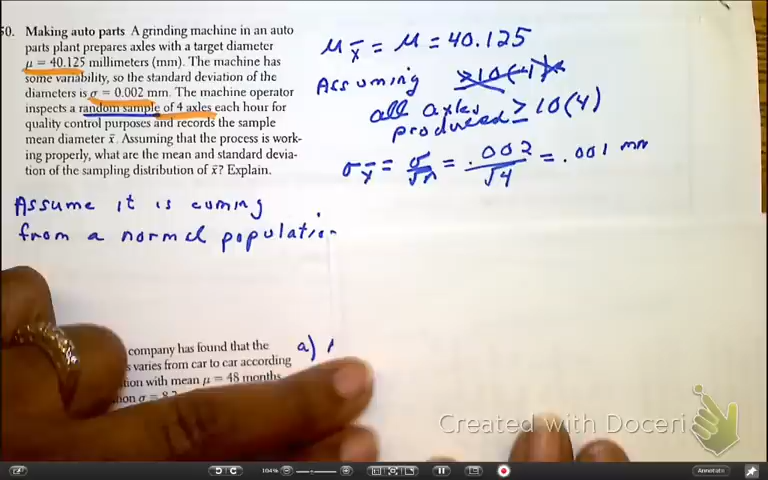 50. Making auto parts A grinding machine in an auto
parts plant prepares axles with a target diameter
μ = 40.125 millimeters (mm). The machine has
some variability, so the standard deviation of the
diameters is σ = 0.002 mm. The machine operator
inspects a random sample of 4 axles each hour for
quality control purposes and records the sample
mean diameter x̄. Assuming that the process is work-
ing properly, what are the mean and standard devia-
tion of the sampling distribution of x̄? Explain.
μx̄ = μ = 40.125
Assuming
all axles
produced ≥ 10(4)
σx̄ = σ/√n = .002/√4 = .001 mm
Assume it is coming
from a normal population
company has found that the
s varies from car to car according
tion with mean μ = 48 months
a)
Created with Doceri
104%
Annotate